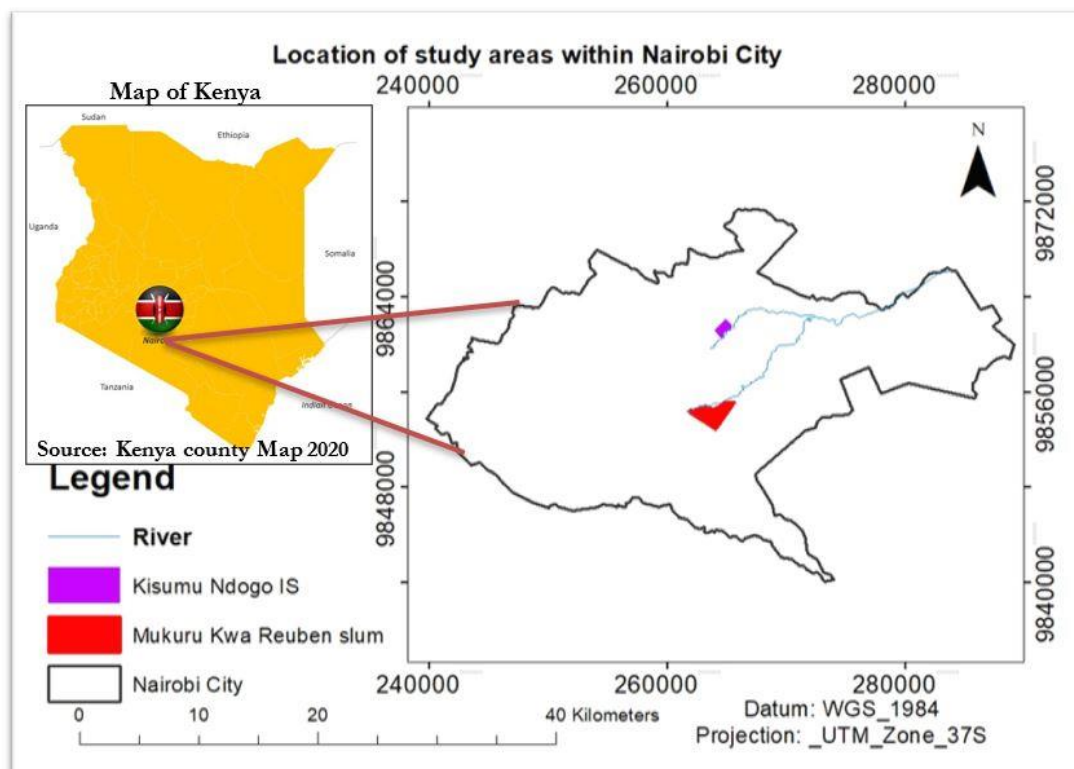 Location of study areas within Nairobi City
240000 260000 280000
Map of Kenya
Sudan
Ethiopia
Uganda
Somalia
Tanzania
Source: Kenya county Map 2020
N
9872000
9864000
9856000
9848000
9840000
240000 260000 280000
Legend
River
Kisumu Ndogo IS
Mukuru Kwa Reuben slum
Nairobi City
0 10 20 40 Kilometers
Datum: WGS_1984
Projection: _UTM_Zone_37S